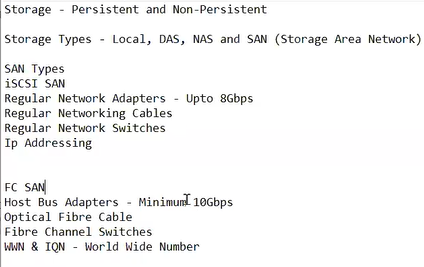 Storage - Persistent and Non-Persistent
Storage Types - Local, DAS, NAS and SAN (Storage Area Network)
SAN Types
iSCSI SAN
Regular Network Adapters - Upto 8Gbps
Regular Networking Cables
Regular Network Switches
Ip Addressing
FC SAN
Host Bus Adapters - Minimum 10Gbps
Optical Fibre Cable
Fibre Channel Switches
WWN & IQN - World Wide Number